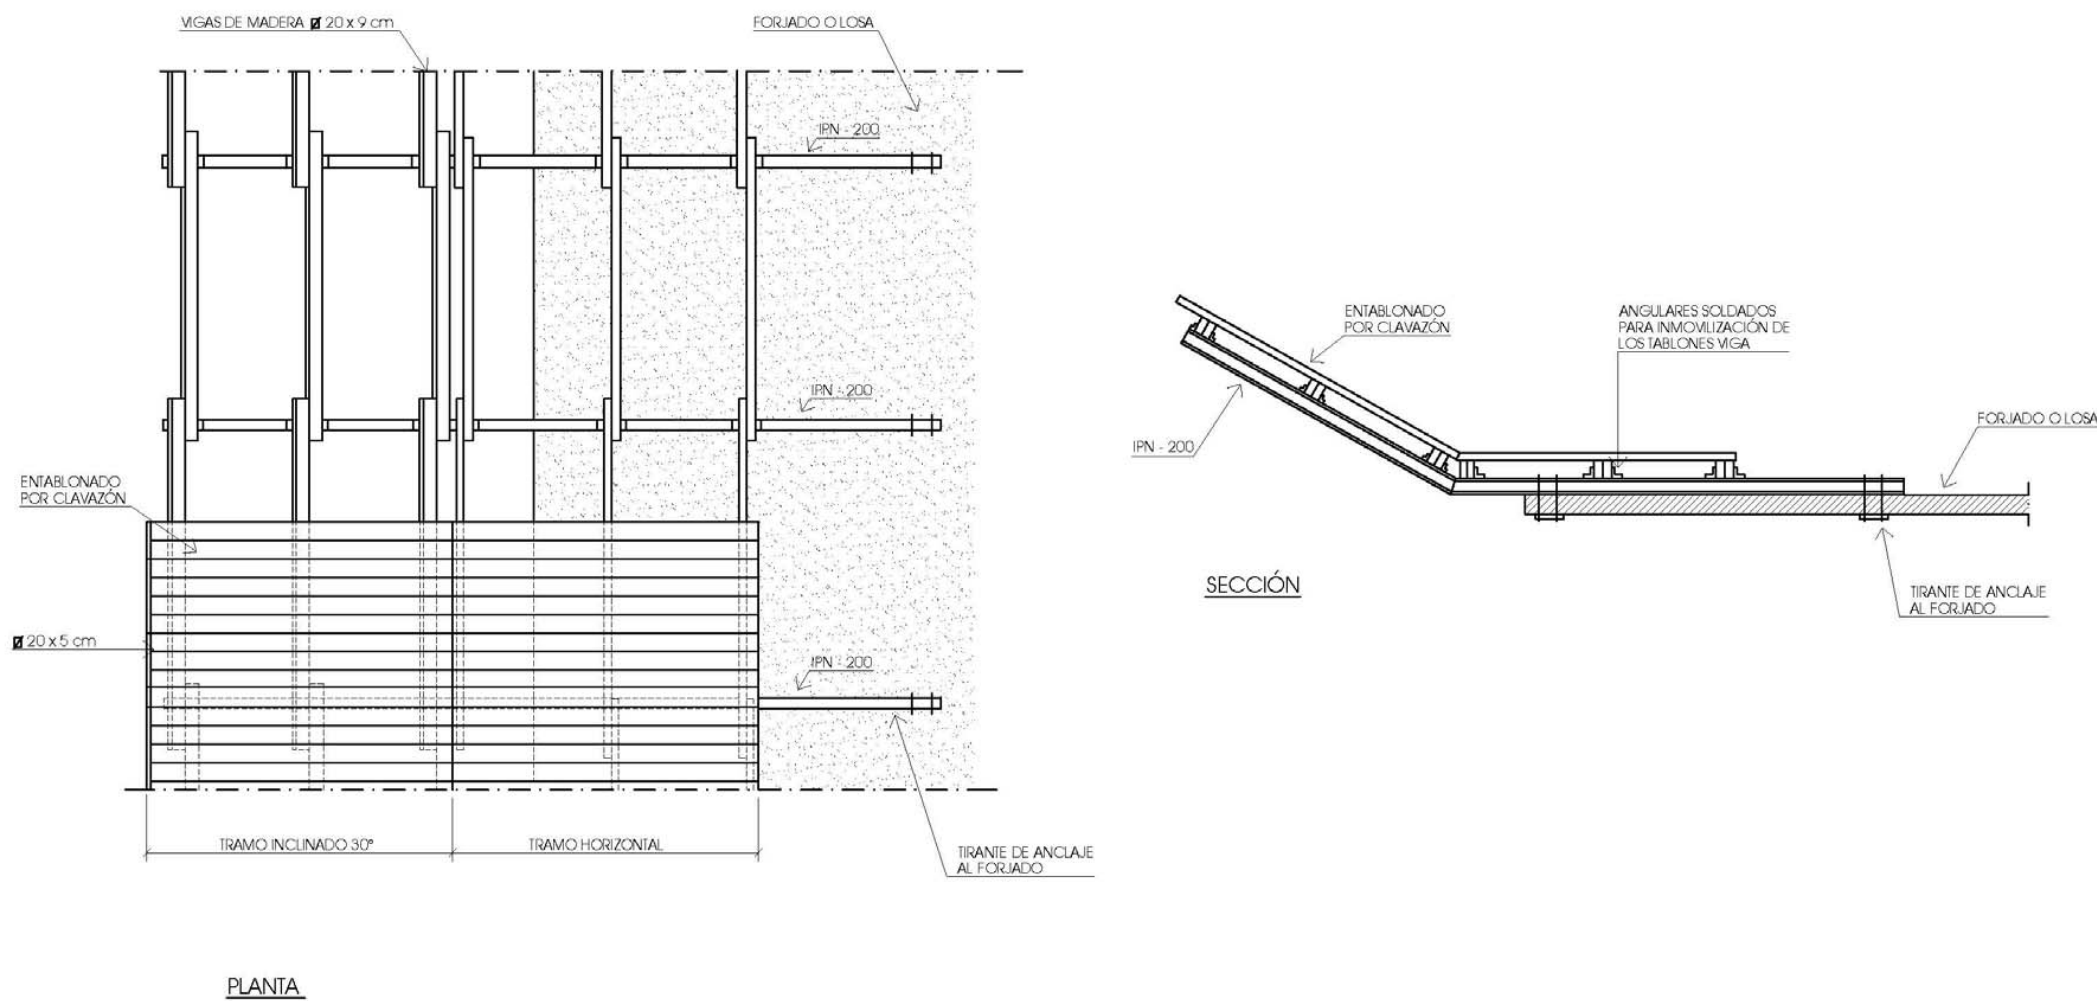 VIGAS DE MADERA 20 x 9 cm
FORJADO O LOSA
IPN - 200
IPN - 200
ENTABLONADO
POR CLAVAZÓN
20 x 5 cm
IPN - 200
TRAMO INCLINADO 30°
TRAMO HORIZONTAL
TIRANTE DE ANCLAJE
AL FORJADO
PLANTA
ENTABLONADO
POR CLAVAZÓN
ANGULARES SOLDADOS
PARA INMOVILIZACIÓN DE
LOS TABLONES VIGA
IPN - 200
FORJADO O LOSA
SECCIÓN
TIRANTE DE ANCLAJE
AL FORJADO